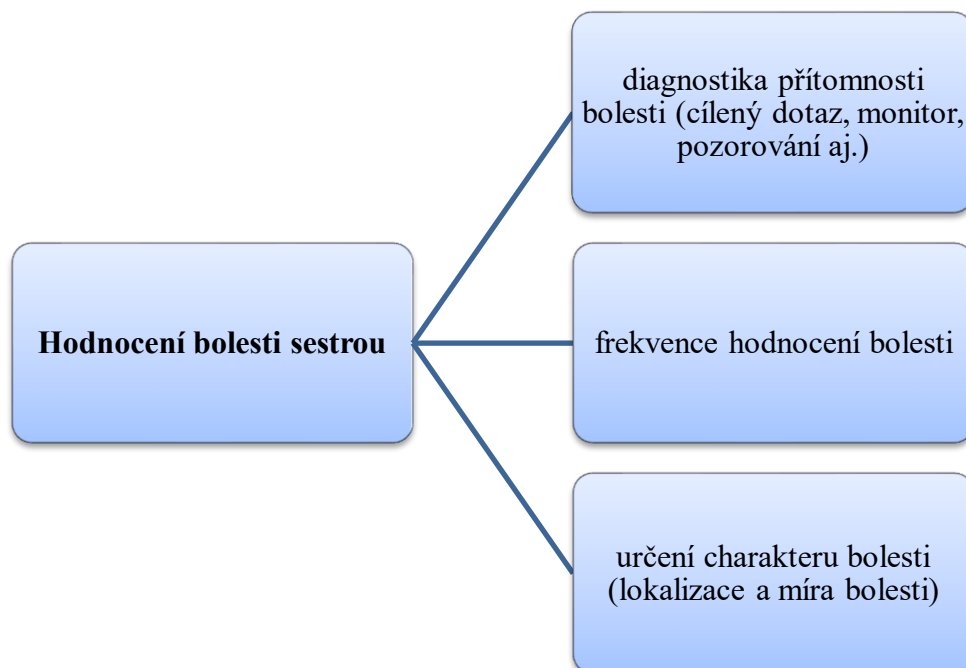 Hodnocení bolesti sestrou
diagnostika přítomnosti
bolesti (cílený dotaz, monitor,
pozorování aj.)
frekvence hodnocení bolesti
určení charakteru bolesti
(lokalizace a míra bolesti)